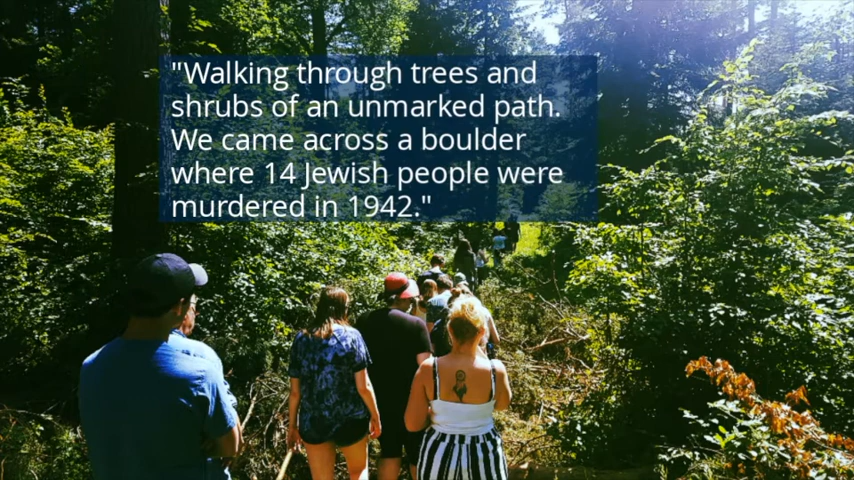 "Walking through trees and
shrubs of an unmarked path.
We came across a boulder
where 14 Jewish people were
murdered in 1942."